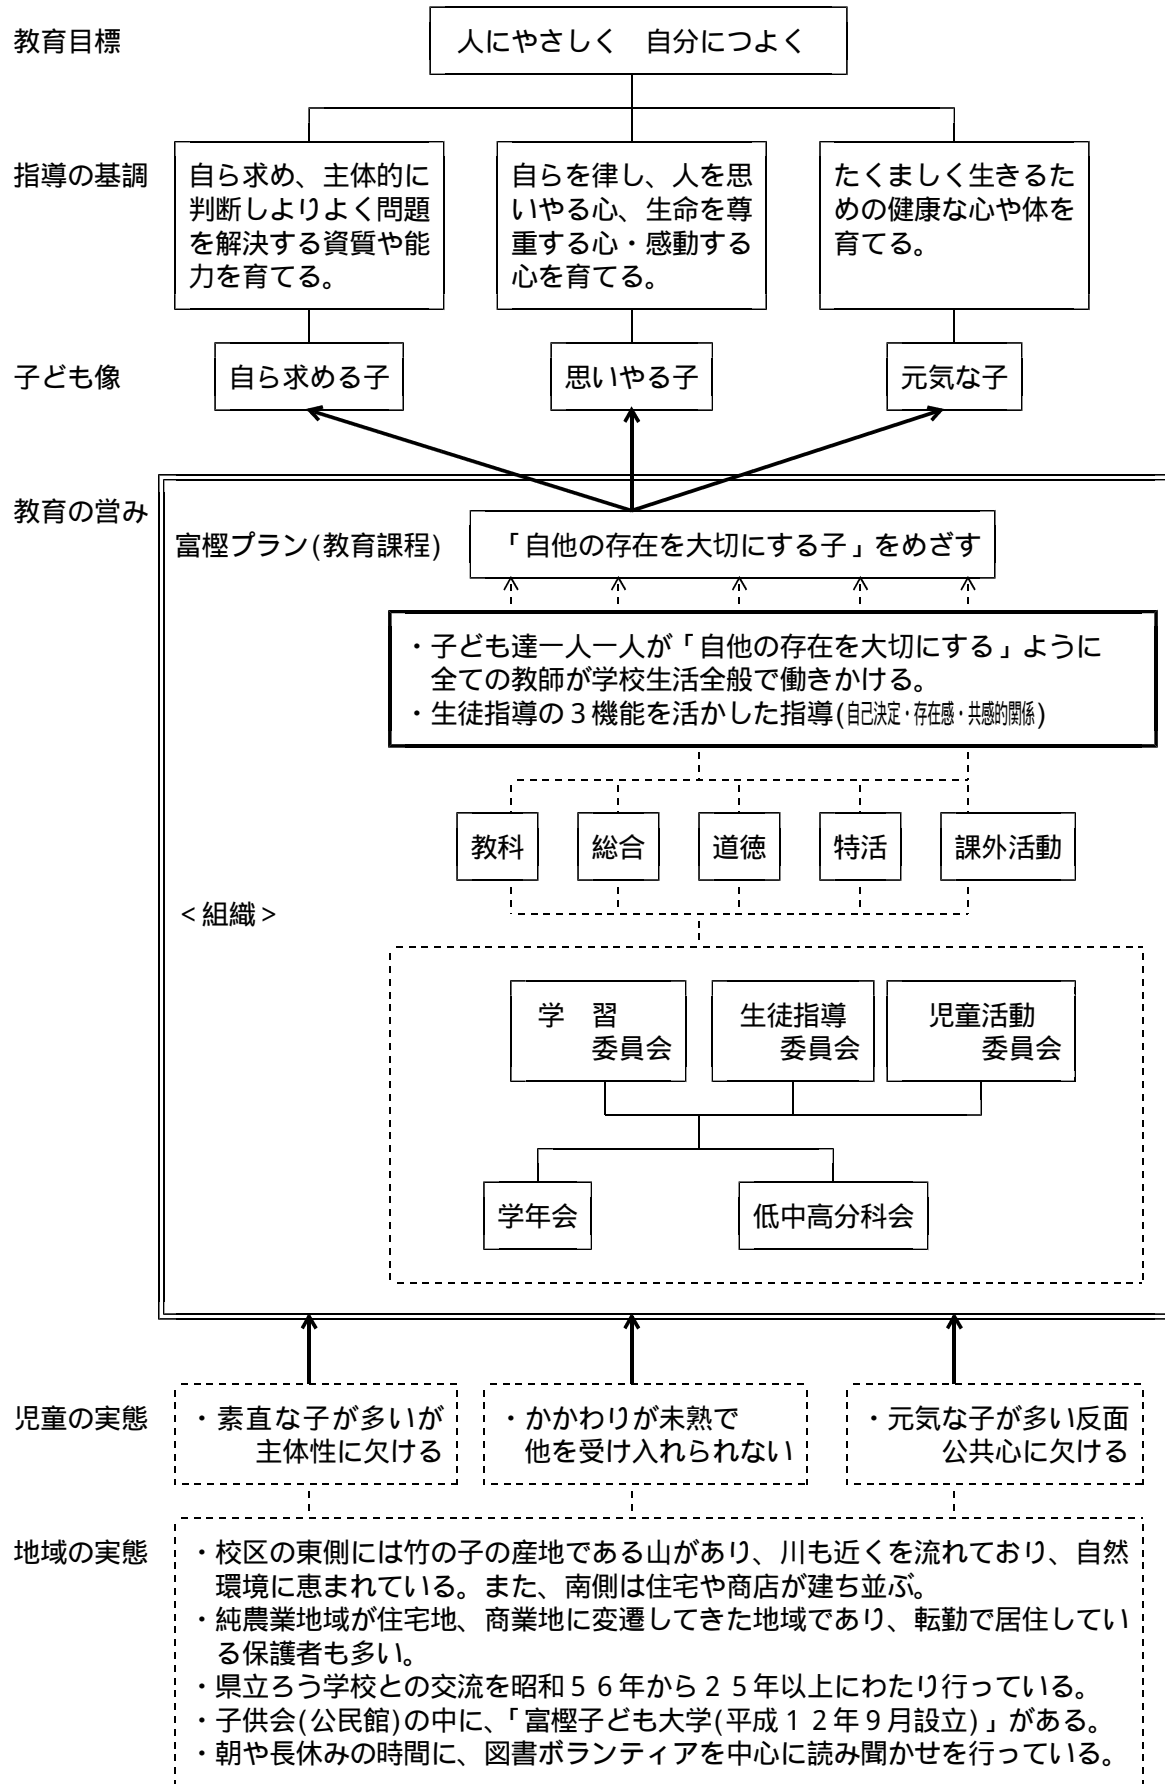 教育目標
人にやさしく　自分につよく
指導の基調
自ら求め、主体的に
判断しよりよく問題
を解決する資質や能
力を育てる。
自らを律し、人を思
いやる心、生命を尊
重する心・感動する
心を育てる。
たくましく生きるた
めの健康な心や体を
育てる。
子ども像
自ら求める子
思いやる子
元気な子
教育の営み
富樫プラン(教育課程)
「自他の存在を大切にする子」をめざす
・子ども達一人一人が「自他の存在を大切にする」ように
全ての教師が学校生活全般で働きかける。
・生徒指導の３機能を活かした指導(自己決定・存在感・共感的関係)
教科
総合
道徳
特活
課外活動
＜組織＞
学　習
委員会
生徒指導
委員会
児童活動
委員会
学年会
低中高分科会
児童の実態
・素直な子が多いが
主体性に欠ける
・かかわりが未熟で
他を受け入れられない
・元気な子が多い反面
公共心に欠ける
地域の実態
・校区の東側には竹の子の産地である山があり、川も近くを流れており、自然
環境に恵まれている。また、南側は住宅や商店が建ち並ぶ。
・純農業地域が住宅地、商業地に変遷してきた地域であり、転勤で居住してい
る保護者も多い。
・県立ろう学校との交流を昭和５６年から２５年以上にわたり行っている。
・子供会(公民館)の中に、「富樫子ども大学(平成１２年９月設立)」がある。
・朝や長休みの時間に、図書ボランティアを中心に読み聞かせを行っている。